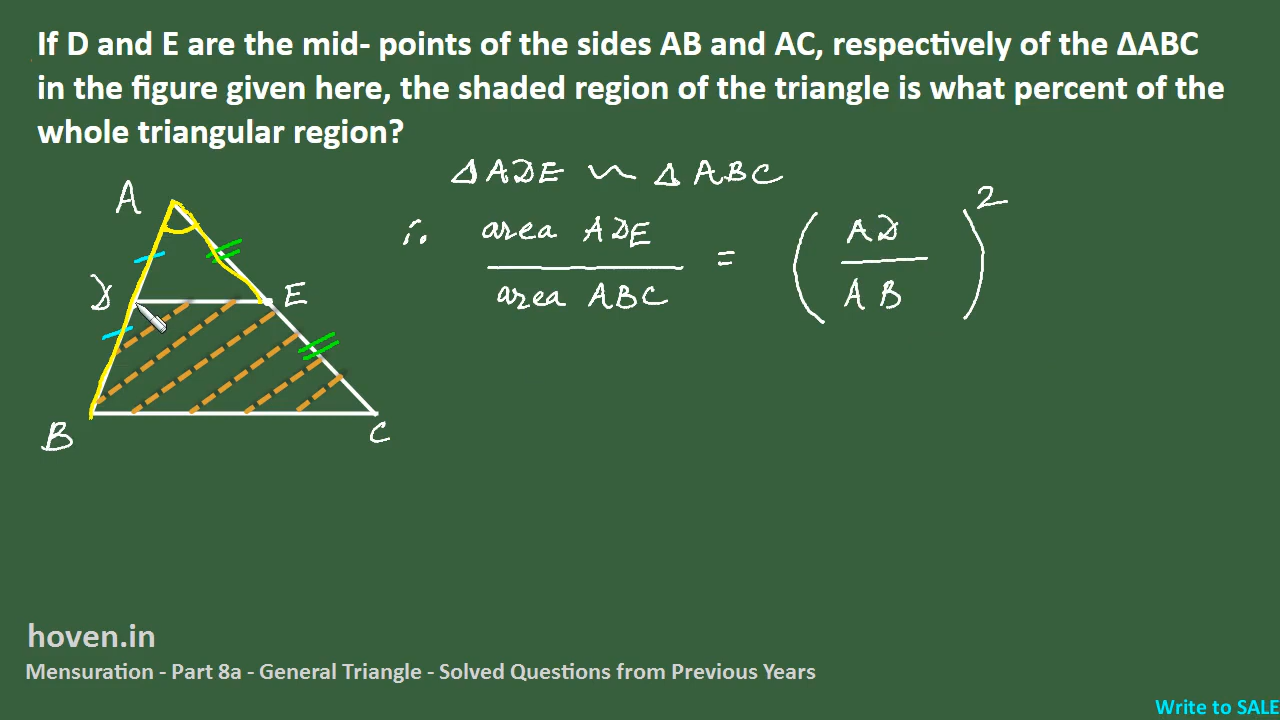 If D and E are the mid- points of the sides AB and AC, respectively of the ΔABC
in the figure given here, the shaded region of the triangle is what percent of the
whole triangular region?
Δ ADE ∽ Δ ABC
∴ area ADE / area ABC = (AD / AB)²
A
D E
B C
hoven.in
Mensuration - Part 8a - General Triangle - Solved Questions from Previous Years
Write to SALE